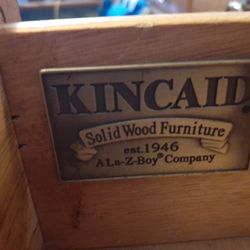 KINCAID
Solid Wood Furniture
est.1946
A La-Z-Boy® Company